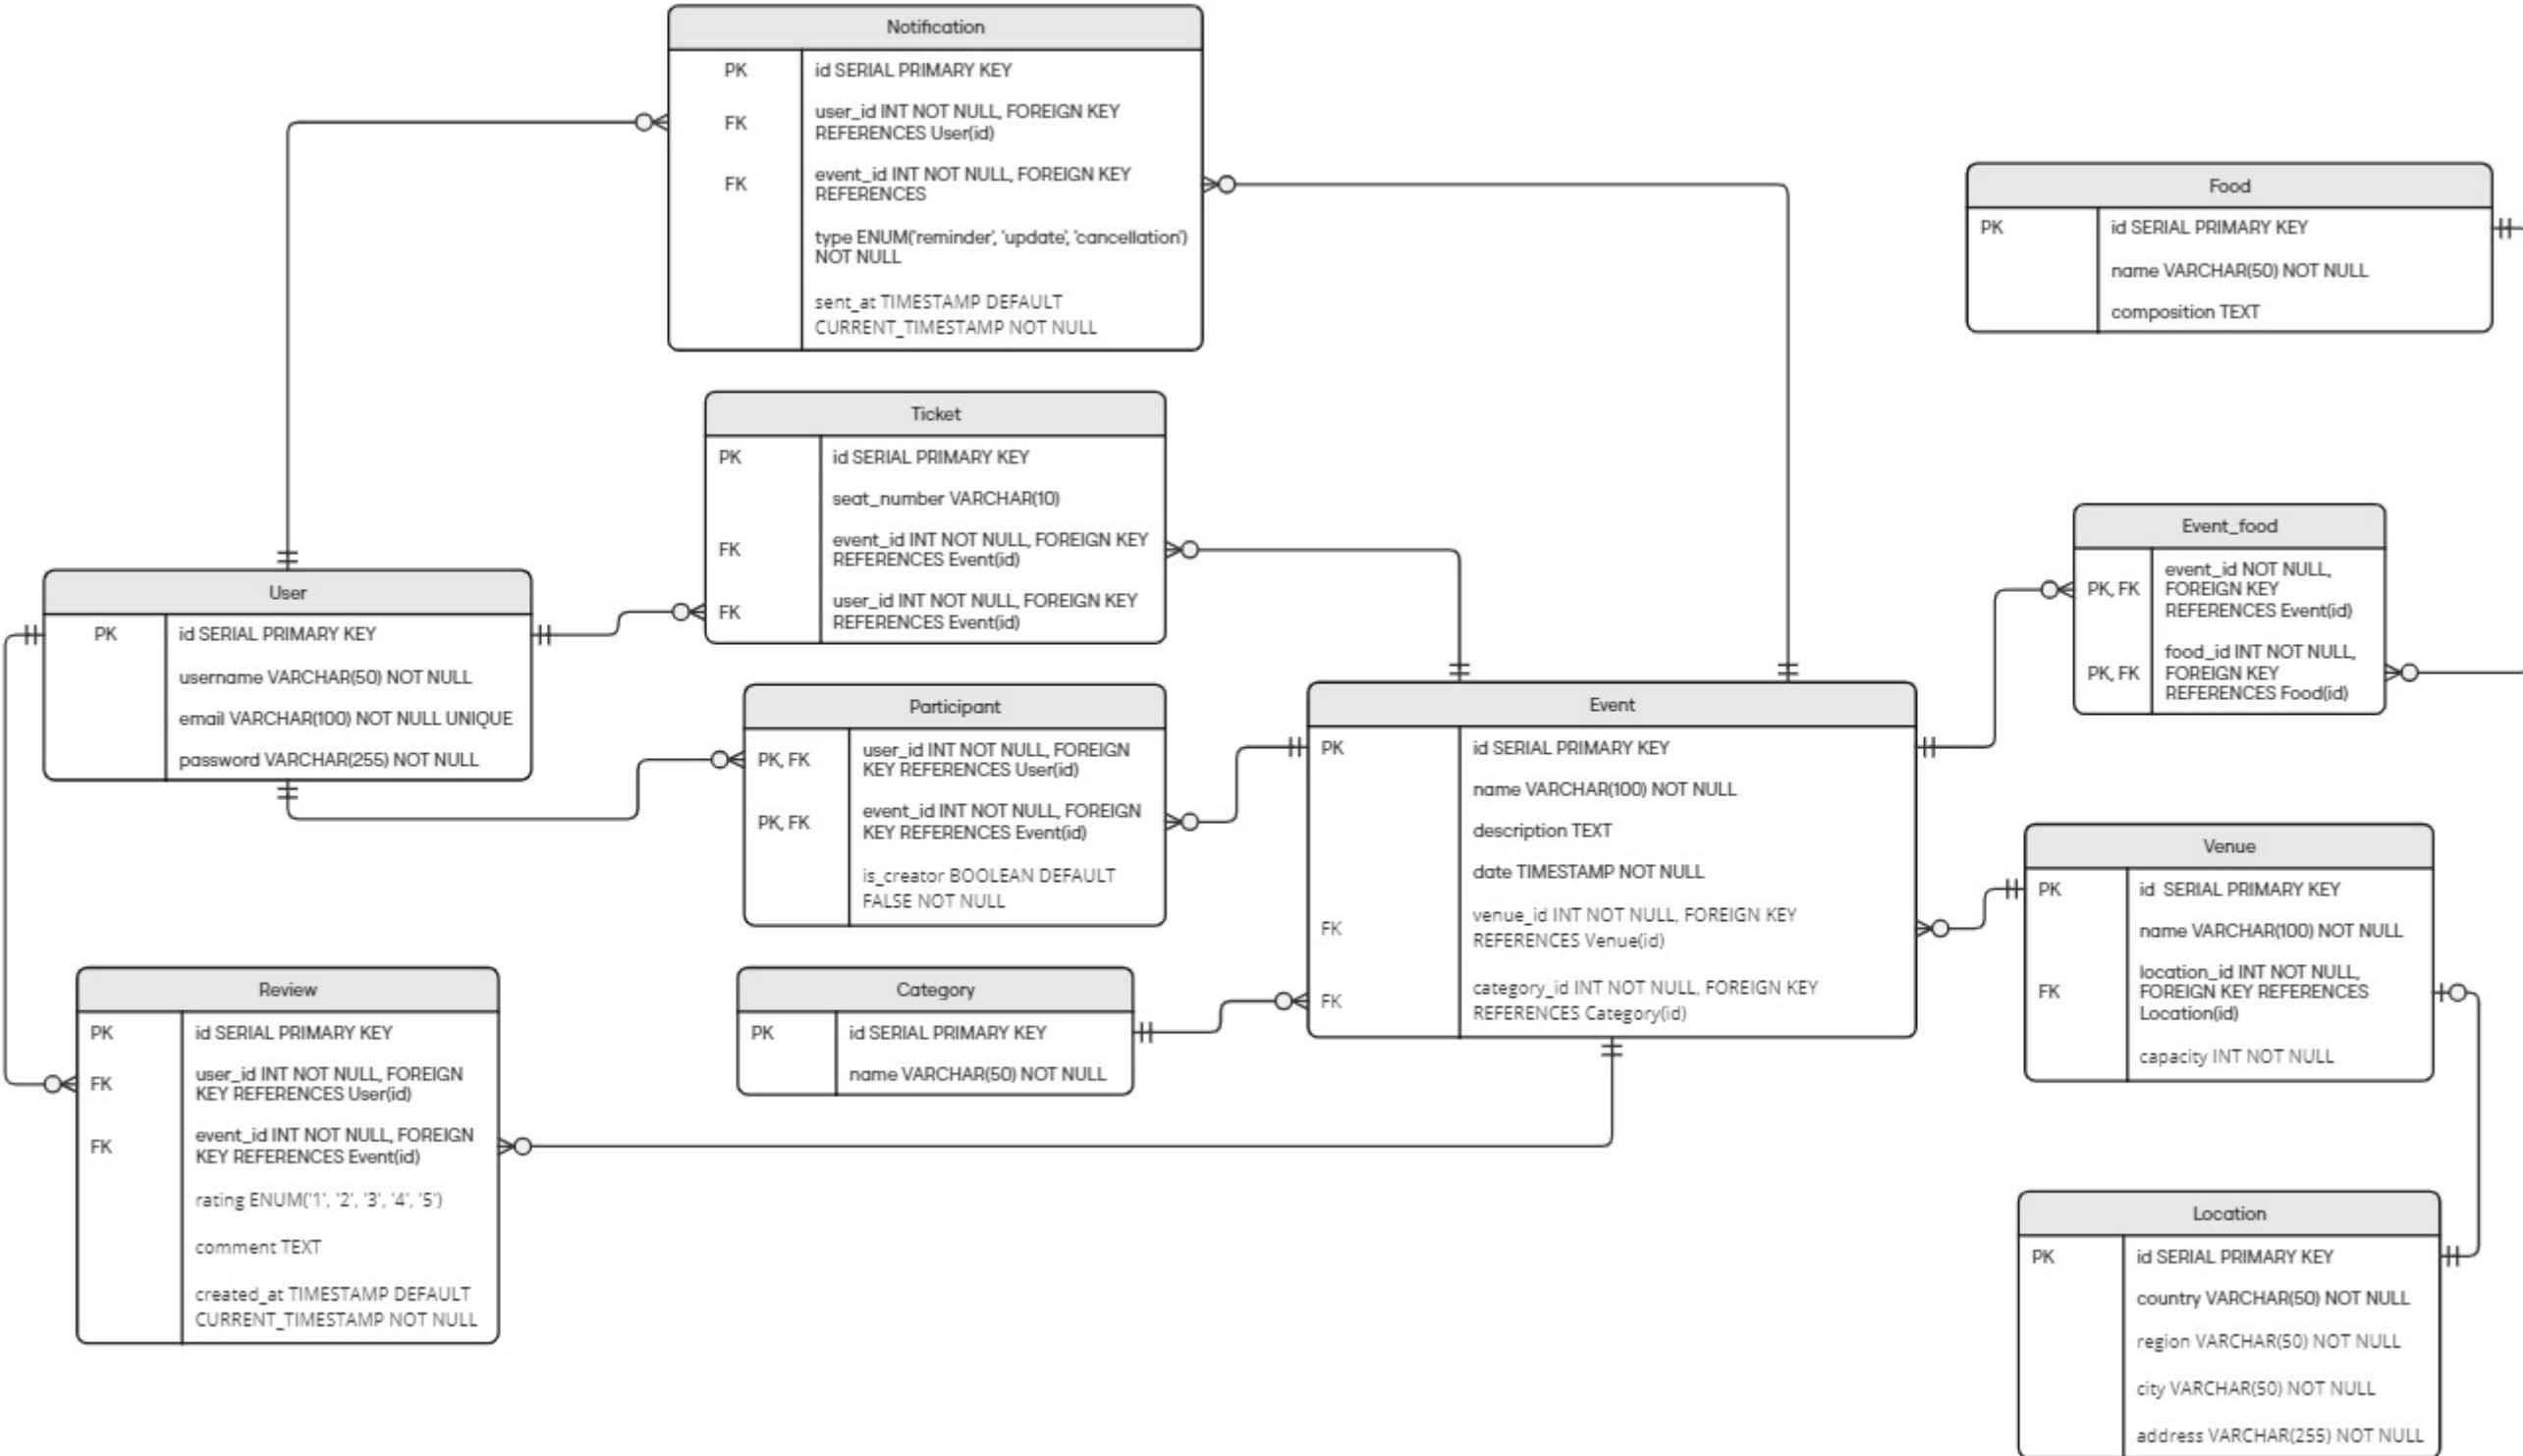 Notification
PK
id SERIAL PRIMARY KEY
FK
user_id INT NOT NULL, FOREIGN KEY
REFERENCES User(id)
FK
event_id INT NOT NULL, FOREIGN KEY
REFERENCES
type ENUM('reminder', 'update', 'cancellation')
NOT NULL
sent_at TIMESTAMP DEFAULT
CURRENT_TIMESTAMP NOT NULL
Food
PK
id SERIAL PRIMARY KEY
name VARCHAR(50) NOT NULL
composition TEXT
Ticket
PK
id SERIAL PRIMARY KEY
seat_number VARCHAR(10)
FK
event_id INT NOT NULL, FOREIGN KEY
REFERENCES Event(id)
FK
user_id INT NOT NULL, FOREIGN KEY
REFERENCES Event(id)
Event_food
PK, FK
event_id NOT NULL,
FOREIGN KEY
REFERENCES Event(id)
PK, FK
food_id INT NOT NULL,
FOREIGN KEY
REFERENCES Food(id)
User
PK
id SERIAL PRIMARY KEY
username VARCHAR(50) NOT NULL
email VARCHAR(100) NOT NULL UNIQUE
password VARCHAR(255) NOT NULL
Participant
PK, FK
user_id INT NOT NULL, FOREIGN
KEY REFERENCES User(id)
PK, FK
event_id INT NOT NULL, FOREIGN
KEY REFERENCES Event(id)
is_creator BOOLEAN DEFAULT
FALSE NOT NULL
Event
PK
id SERIAL PRIMARY KEY
name VARCHAR(100) NOT NULL
description TEXT
date TIMESTAMP NOT NULL
FK
venue_id INT NOT NULL, FOREIGN KEY
REFERENCES Venue(id)
FK
category_id INT NOT NULL, FOREIGN KEY
REFERENCES Category(id)
Venue
PK
id SERIAL PRIMARY KEY
name VARCHAR(100) NOT NULL
FK
location_id INT NOT NULL,
FOREIGN KEY REFERENCES
Location(id)
capacity INT NOT NULL
Review
PK
id SERIAL PRIMARY KEY
FK
user_id INT NOT NULL, FOREIGN
KEY REFERENCES User(id)
FK
event_id INT NOT NULL, FOREIGN
KEY REFERENCES Event(id)
rating ENUM('1', '2', '3', '4', '5')
comment TEXT
created_at TIMESTAMP DEFAULT
CURRENT_TIMESTAMP NOT NULL
Category
PK
id SERIAL PRIMARY KEY
name VARCHAR(50) NOT NULL
Location
PK
id SERIAL PRIMARY KEY
country VARCHAR(50) NOT NULL
region VARCHAR(50) NOT NULL
city VARCHAR(50) NOT NULL
address VARCHAR(255) NOT NULL